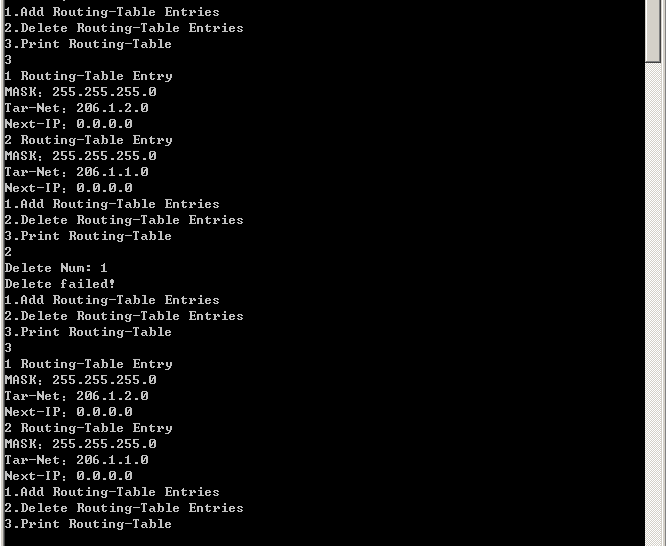 1.Add Routing-Table Entries
2.Delete Routing-Table Entries
3.Print Routing-Table
3
1 Routing-Table Entry
MASK：255.255.255.0
Tar-Net：206.1.2.0
Next-IP：0.0.0.0
2 Routing-Table Entry
MASK：255.255.255.0
Tar-Net：206.1.1.0
Next-IP：0.0.0.0
1.Add Routing-Table Entries
2.Delete Routing-Table Entries
3.Print Routing-Table
2
Delete Num: 1
Delete failed!
1.Add Routing-Table Entries
2.Delete Routing-Table Entries
3.Print Routing-Table
3
1 Routing-Table Entry
MASK：255.255.255.0
Tar-Net：206.1.2.0
Next-IP：0.0.0.0
2 Routing-Table Entry
MASK：255.255.255.0
Tar-Net：206.1.1.0
Next-IP：0.0.0.0
1.Add Routing-Table Entries
2.Delete Routing-Table Entries
3.Print Routing-Table